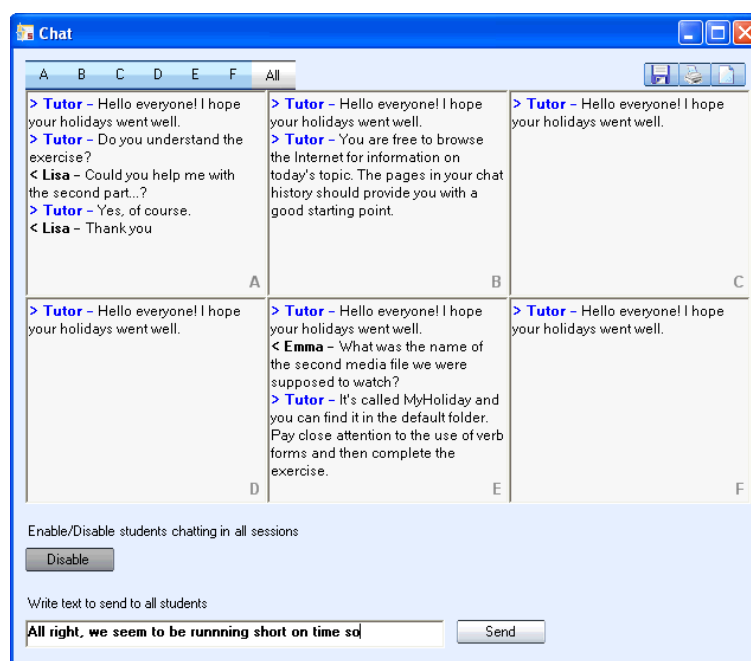 Chat
A B C D E F All
> Tutor – Hello everyone! I hope
your holidays went well.
> Tutor – Do you understand the
exercise?
< Lisa – Could you help me with
the second part...?
> Tutor – Yes, of course.
< Lisa – Thank you
A
> Tutor – Hello everyone! I hope
your holidays went well.
> Tutor – You are free to browse
the Internet for information on
today's topic. The pages in your chat
history should provide you with a
good starting point.
B
> Tutor – Hello everyone! I hope
your holidays went well.
C
> Tutor – Hello everyone! I hope
your holidays went well.
D
> Tutor – Hello everyone! I hope
your holidays went well.
< Emma – What was the name of
the second media file we were
supposed to watch?
> Tutor – It's called MyHoliday and
you can find it in the default folder.
Pay close attention to the use of verb
forms and then complete the
exercise.
E
> Tutor – Hello everyone! I hope
your holidays went well.
F
Enable/Disable students chatting in all sessions
Disable
Write text to send to all students
All right, we seem to be runnning short on time so
Send